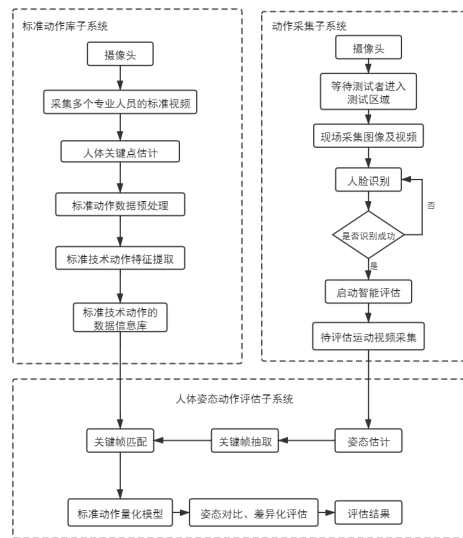 标准动作库子系统
摄像头
采集多个专业人员的标准视频
人体关键点估计
标准动作数据预处理
标准技术动作特征提取
标准技术动作的
数据信息库
动作采集子系统
摄像头
等待测试者进入
测试区域
现场采集图像及视频
人脸识别
否
是否识别成功
是
启动智能评估
待评估运动视频采集
人体姿态动作评估子系统
关键帧匹配
关键帧抽取
姿态估计
标准动作量化模型
姿态对比、差异化评估
评估结果